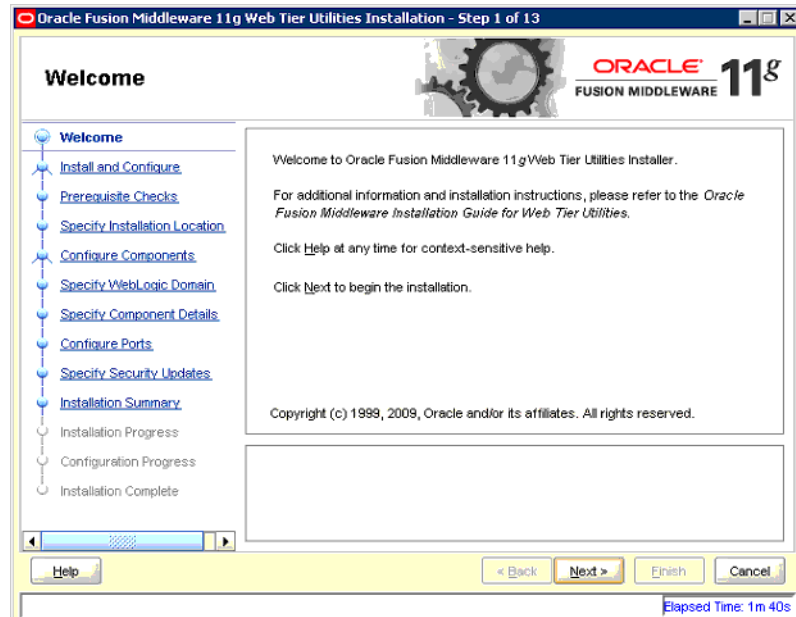 Oracle Fusion Middleware 11g Web Tier Utilities Installation - Step 1 of 13
Welcome
ORACLE
FUSION MIDDLEWARE 11g
Welcome
Install and Configure
Prerequisite Checks
Specify Installation Location
Configure Components
Specify WebLogic Domain
Specify Component Details
Configure Ports
Specify Security Updates
Installation Summary
Installation Progress
Configuration Progress
Installation Complete
Welcome to Oracle Fusion Middleware 11gWeb Tier Utilities Installer.
For additional information and installation instructions, please refer to the Oracle
Fusion Middleware Installation Guide for Web Tier Utilities.
Click Help at any time for context-sensitive help.
Click Next to begin the installation.
Copyright (c) 1999, 2009, Oracle and/or its affiliates. All rights reserved.
Help
< Back
Next >
Finish
Cancel
Elapsed Time: 1m 40s